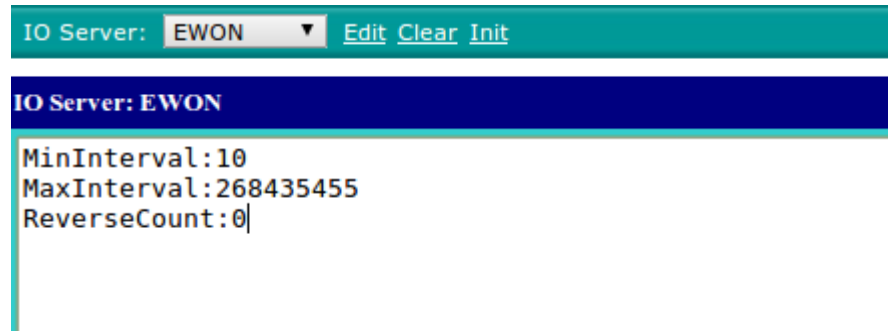 IO Server: EWON Edit Clear Init
IO Server: EWON
MinInterval:10
MaxInterval:268435455
ReverseCount:0